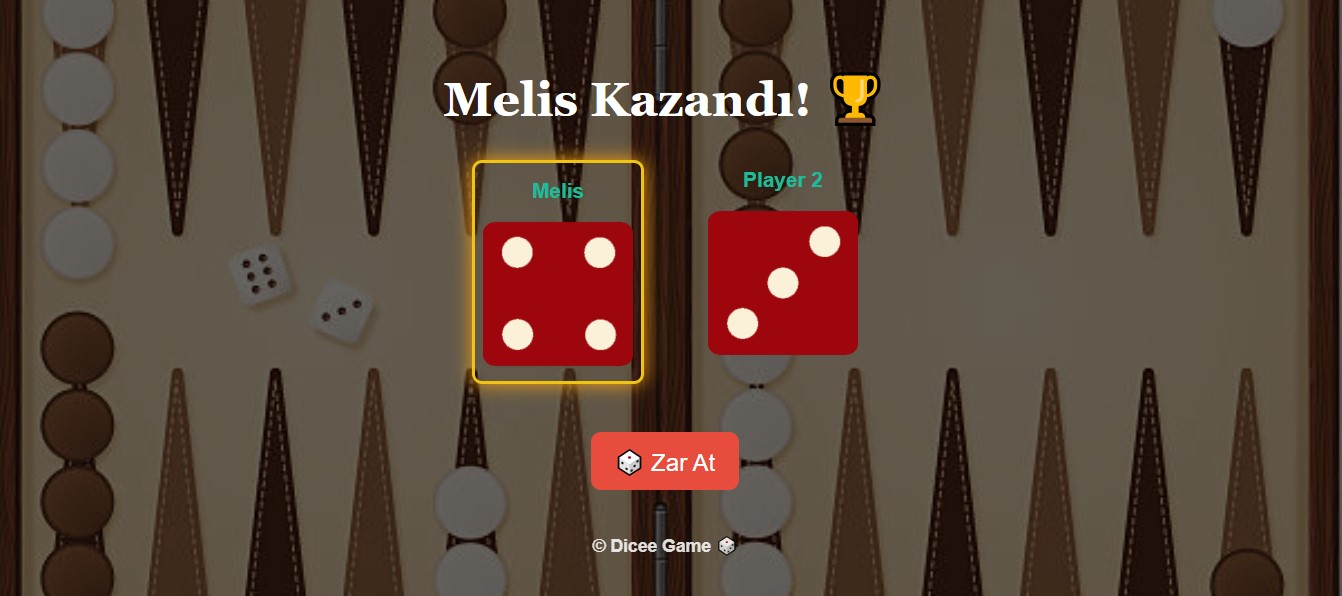 Melis Kazandı! 🏆
Melis
Player 2
🎲 Zar At
© Dicee Game 🎲